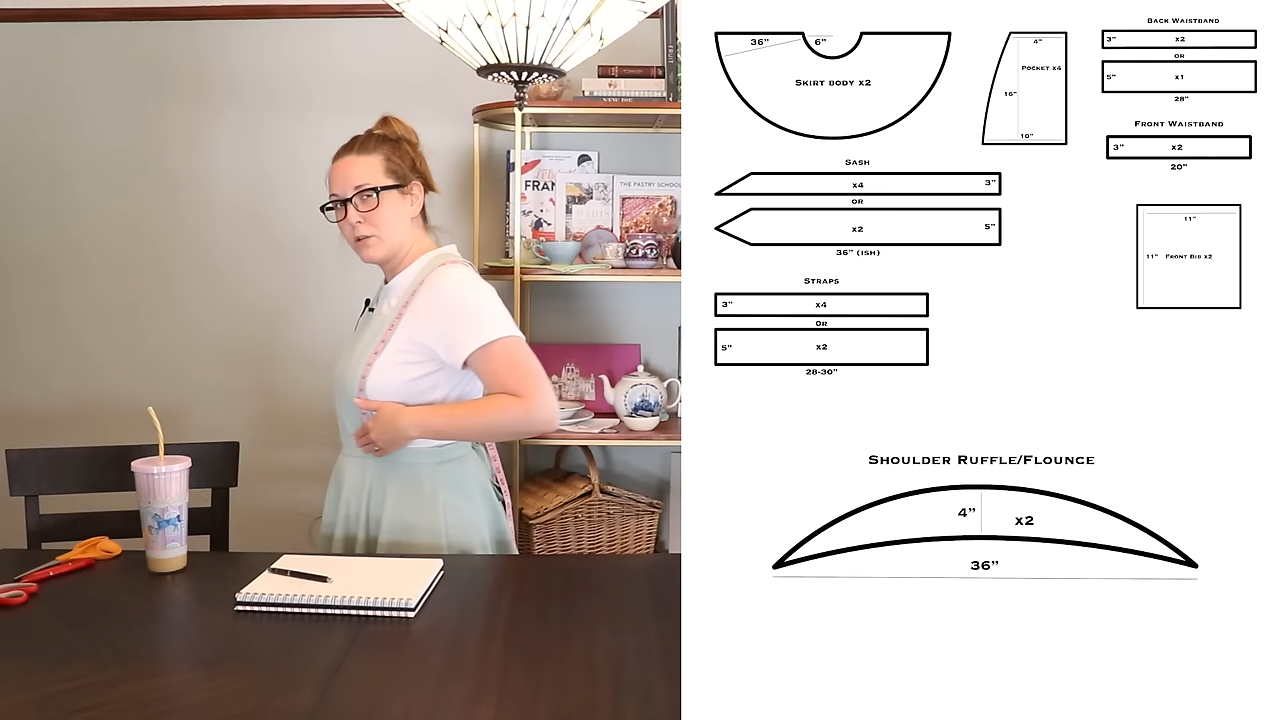 36” 6”
SKIRT BODY X2
4”
POCKET X4
16”
10”
BACK WAISTBAND
3” X2
OR
5” X1
28”
FRONT WAISTBAND
3” X2
20”
SASH
X4 3”
OR
X2 5”
36” (ISH)
11”
11” FRONT BIB X2
STRAPS
3” X4
OR
5” X2
28-30”
SHOULDER RUFFLE/FLOUNCE
4” X2
36”
FRAN
THE PASTRY SCHOOL